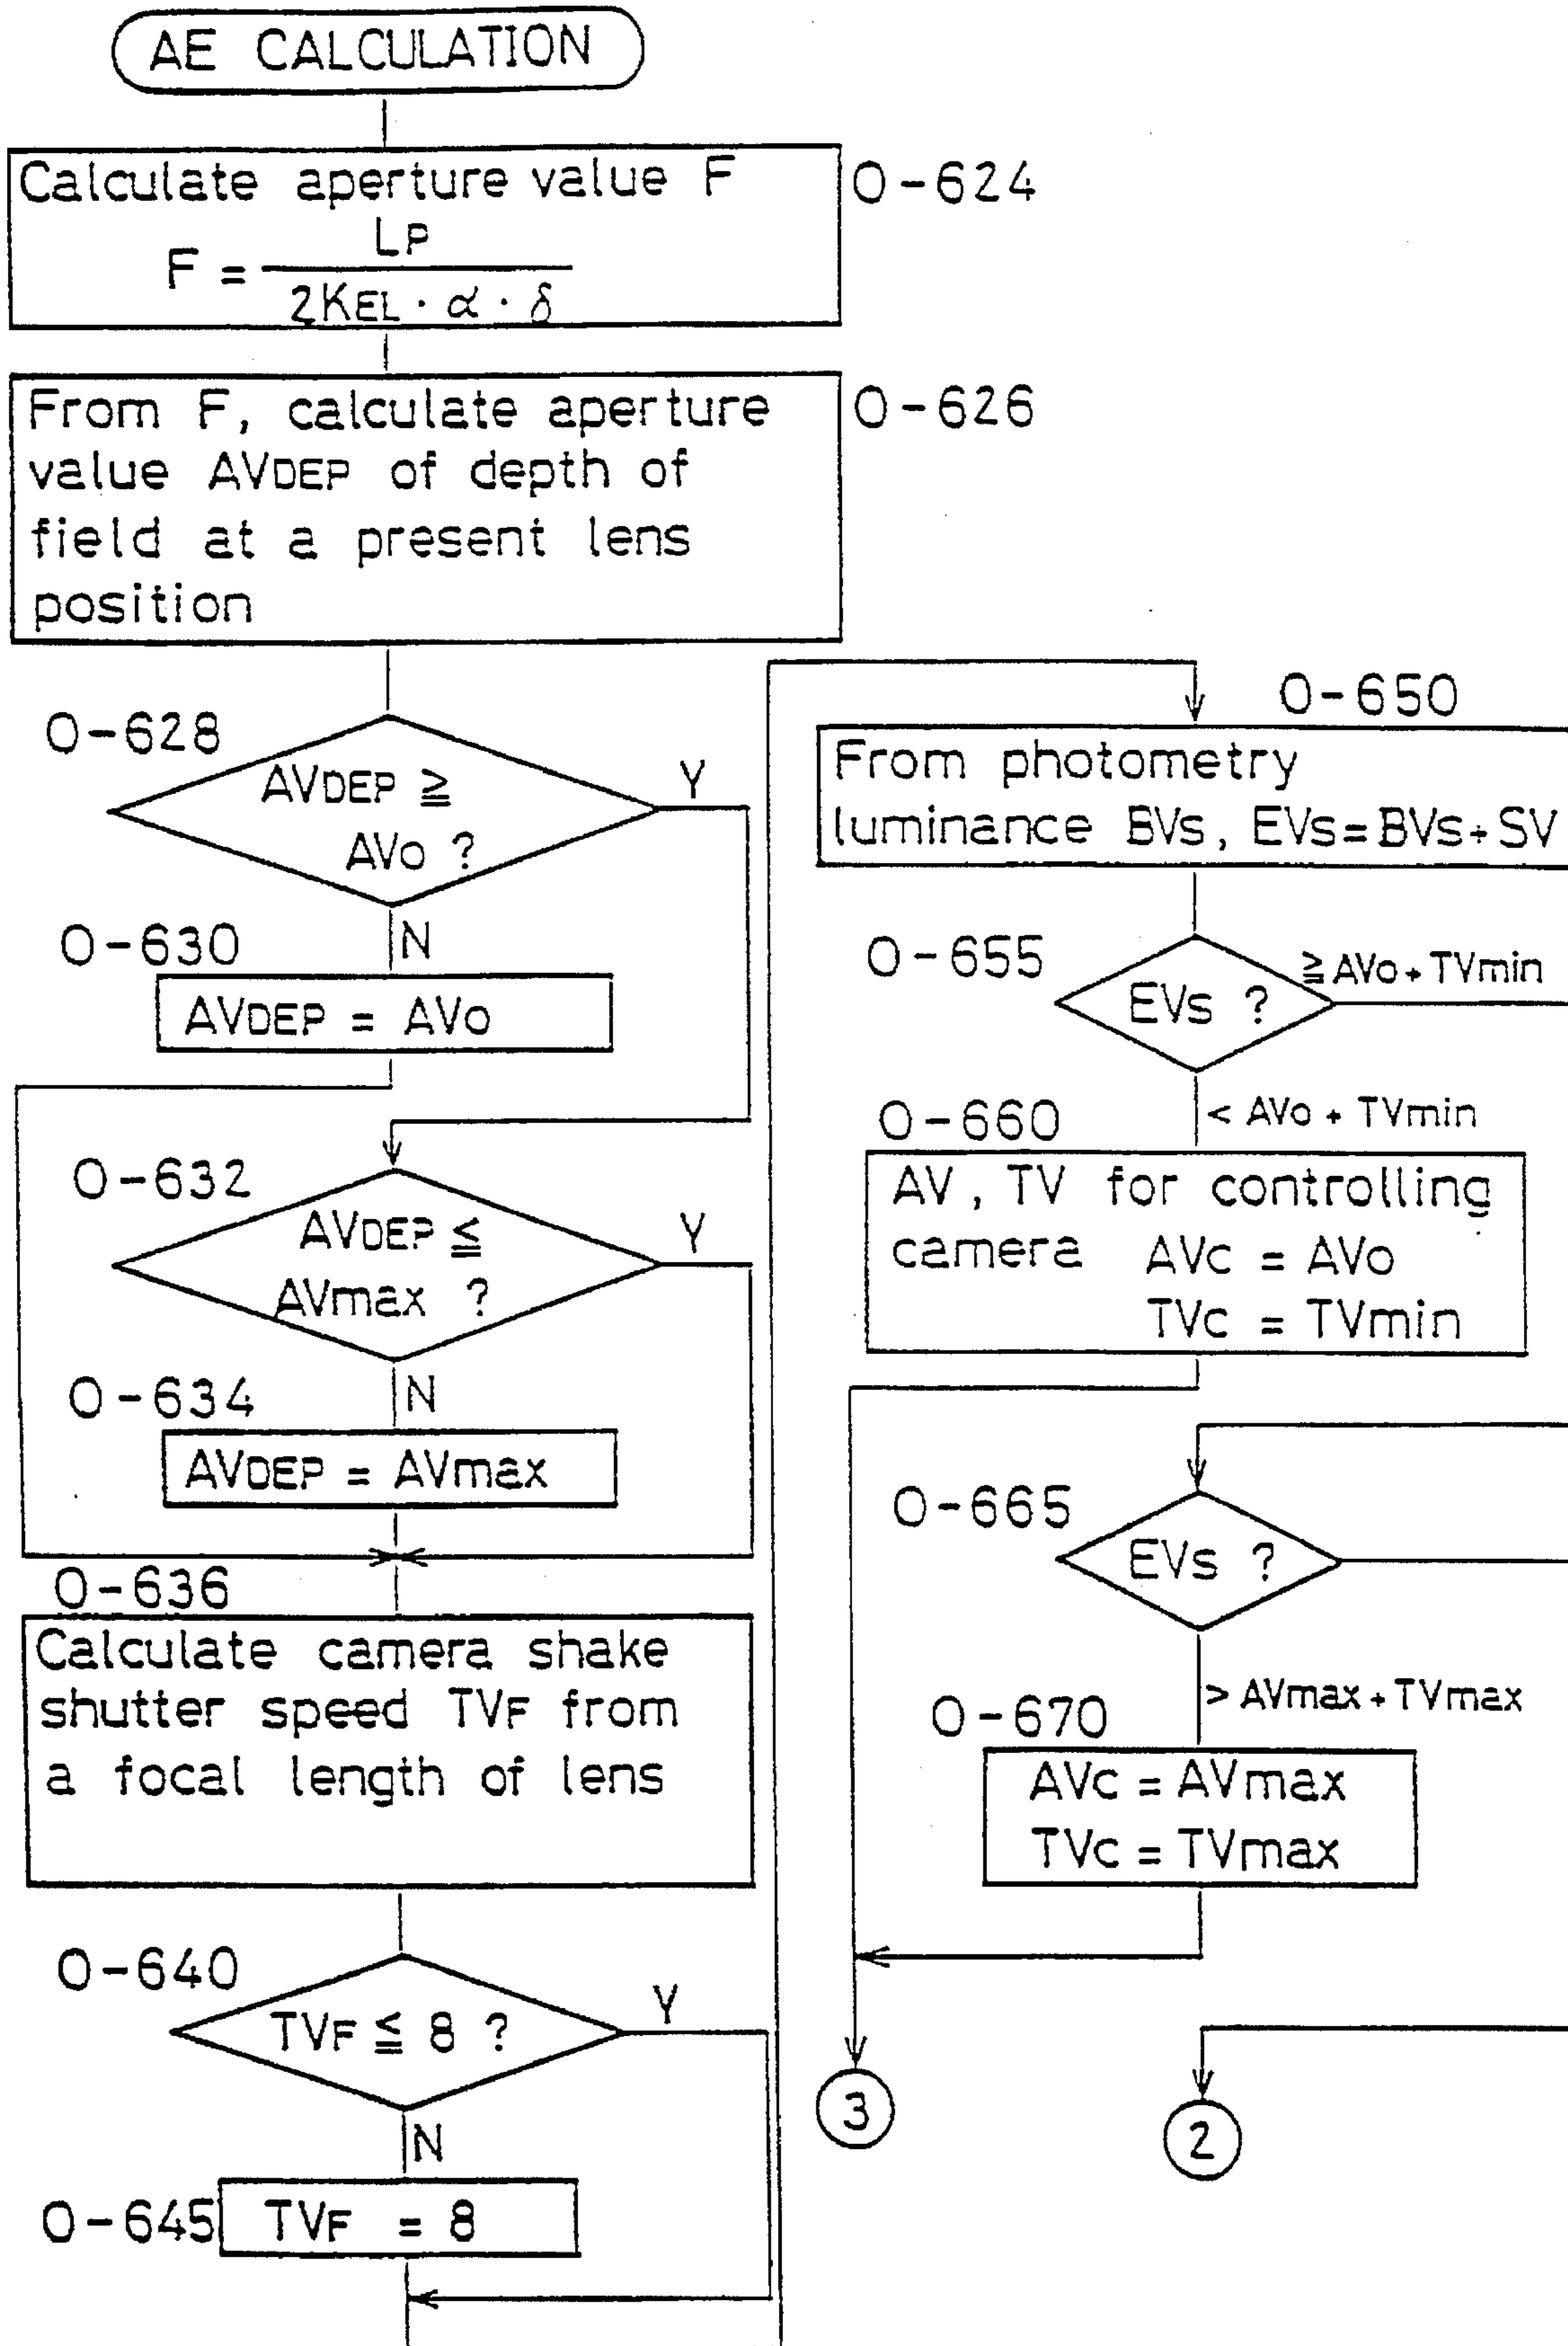 AE CALCULATION
Calculate aperture value F
F = LP / 2KEL · α · δ
O-624
From F, calculate aperture
value AVDEP of depth of
field at a present lens
position
O-626
O-628
AVDEP ≧
AVo ?
Y
N
O-630
AVDEP = AVo
O-632
AVDEP ≦
AVmax ?
Y
N
O-634
AVDEP = AVmax
O-636
Calculate camera shake
shutter speed TVF from
a focal length of lens
O-640
TVF ≦ 8 ?
Y
N
O-645
TVF = 8
O-650
From photometry
luminance BVs, EVs=BVs+SV
O-655
EVs ?
≧AVo+TVmin
< AVo + TVmin
O-660
AV, TV for controlling
camera AVc = AVo
TVc = TVmin
O-665
EVs ?
> AVmax+TVmax
O-670
AVc = AVmax
TVc = TVmax
3
2